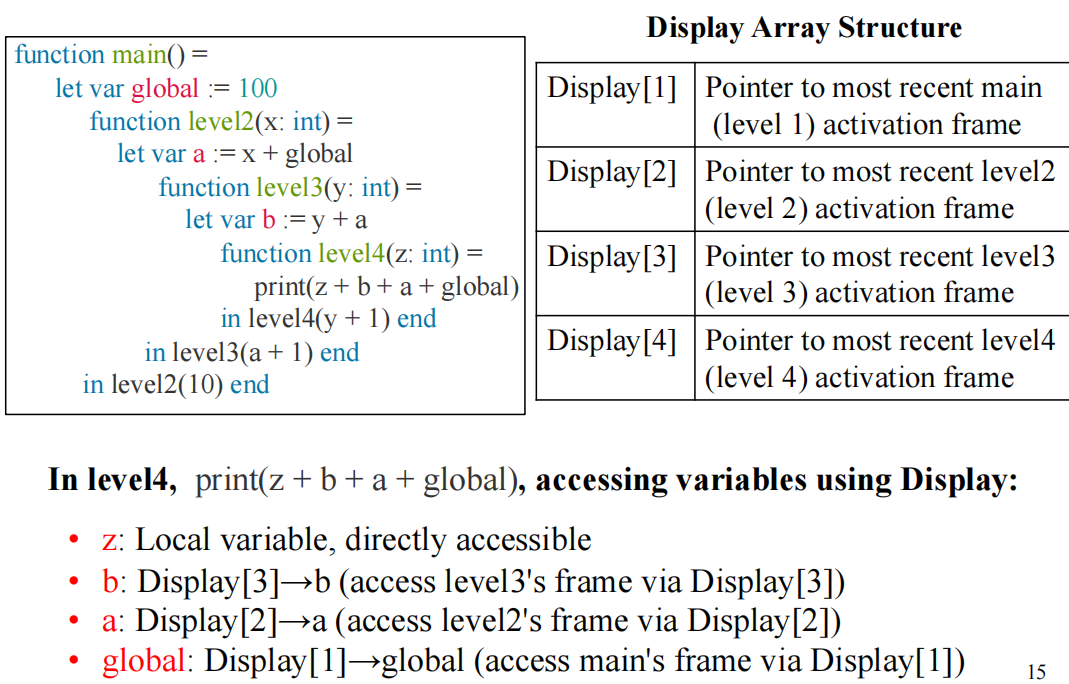 Display Array Structure
function main() =
let var global := 100
function level2(x: int) =
let var a := x + global
function level3(y: int) =
let var b := y + a
function level4(z: int) =
print(z + b + a + global)
in level4(y + 1) end
in level3(a + 1) end
in level2(10) end
Display[1] Pointer to most recent main
(level 1) activation frame
Display[2] Pointer to most recent level2
(level 2) activation frame
Display[3] Pointer to most recent level3
(level 3) activation frame
Display[4] Pointer to most recent level4
(level 4) activation frame
In level4, print(z + b + a + global), accessing variables using Display:
• z: Local variable, directly accessible
• b: Display[3]→b (access level3's frame via Display[3])
• a: Display[2]→a (access level2's frame via Display[2])
• global: Display[1]→global (access main's frame via Display[1])
15